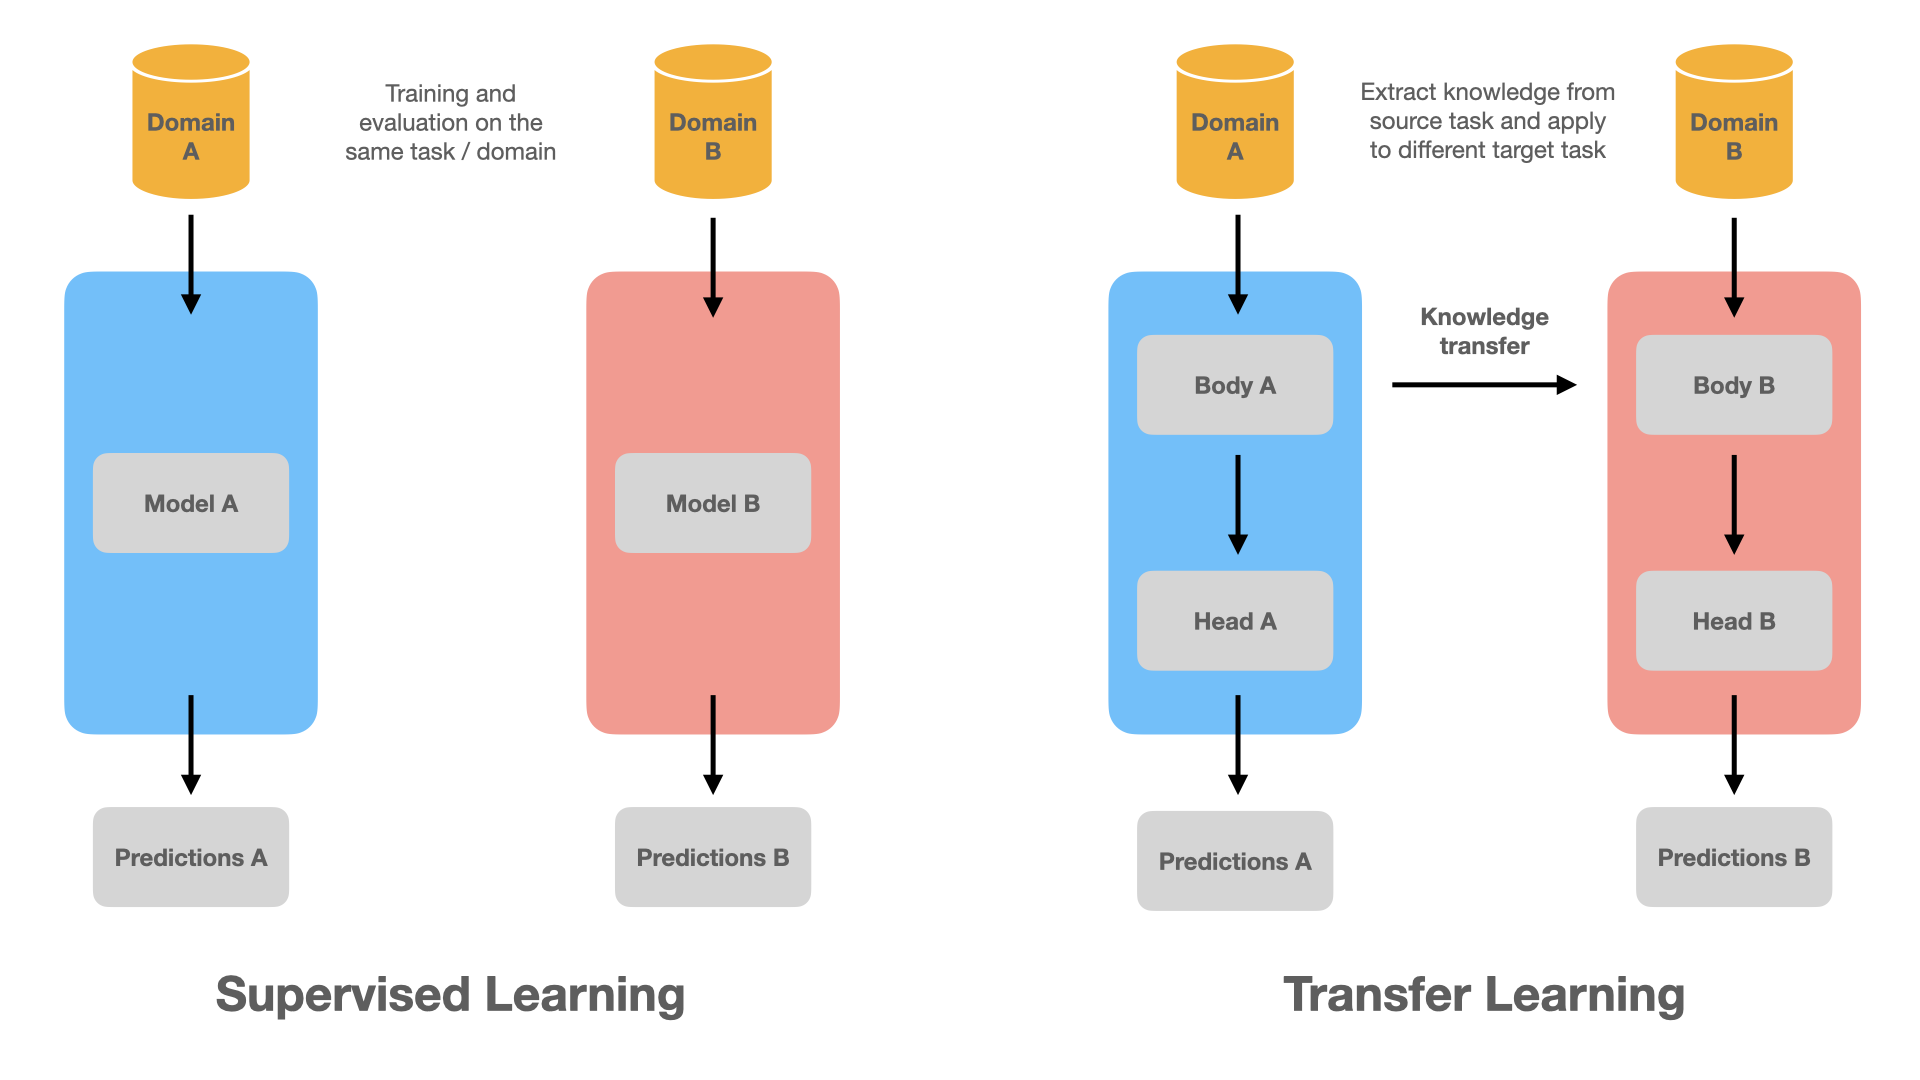 Domain
A
Training and
evaluation on the
same task / domain
Domain
B
Model A
Model B
Predictions A
Predictions B
Supervised Learning
Domain
A
Extract knowledge from
source task and apply
to different target task
Domain
B
Knowledge
transfer
Body A
Body B
Head A
Head B
Predictions A
Predictions B
Transfer Learning